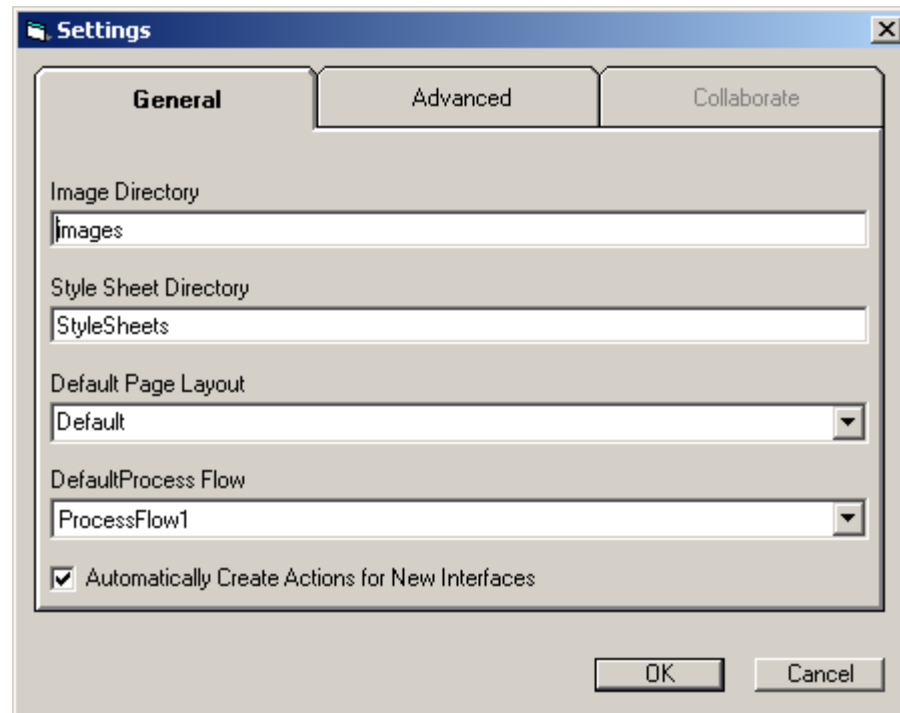 Settings
General Advanced Collaborate
Image Directory
images
Style Sheet Directory
StyleSheets
Default Page Layout
Default
DefaultProcess Flow
ProcessFlow1
Automatically Create Actions for New Interfaces
OK Cancel